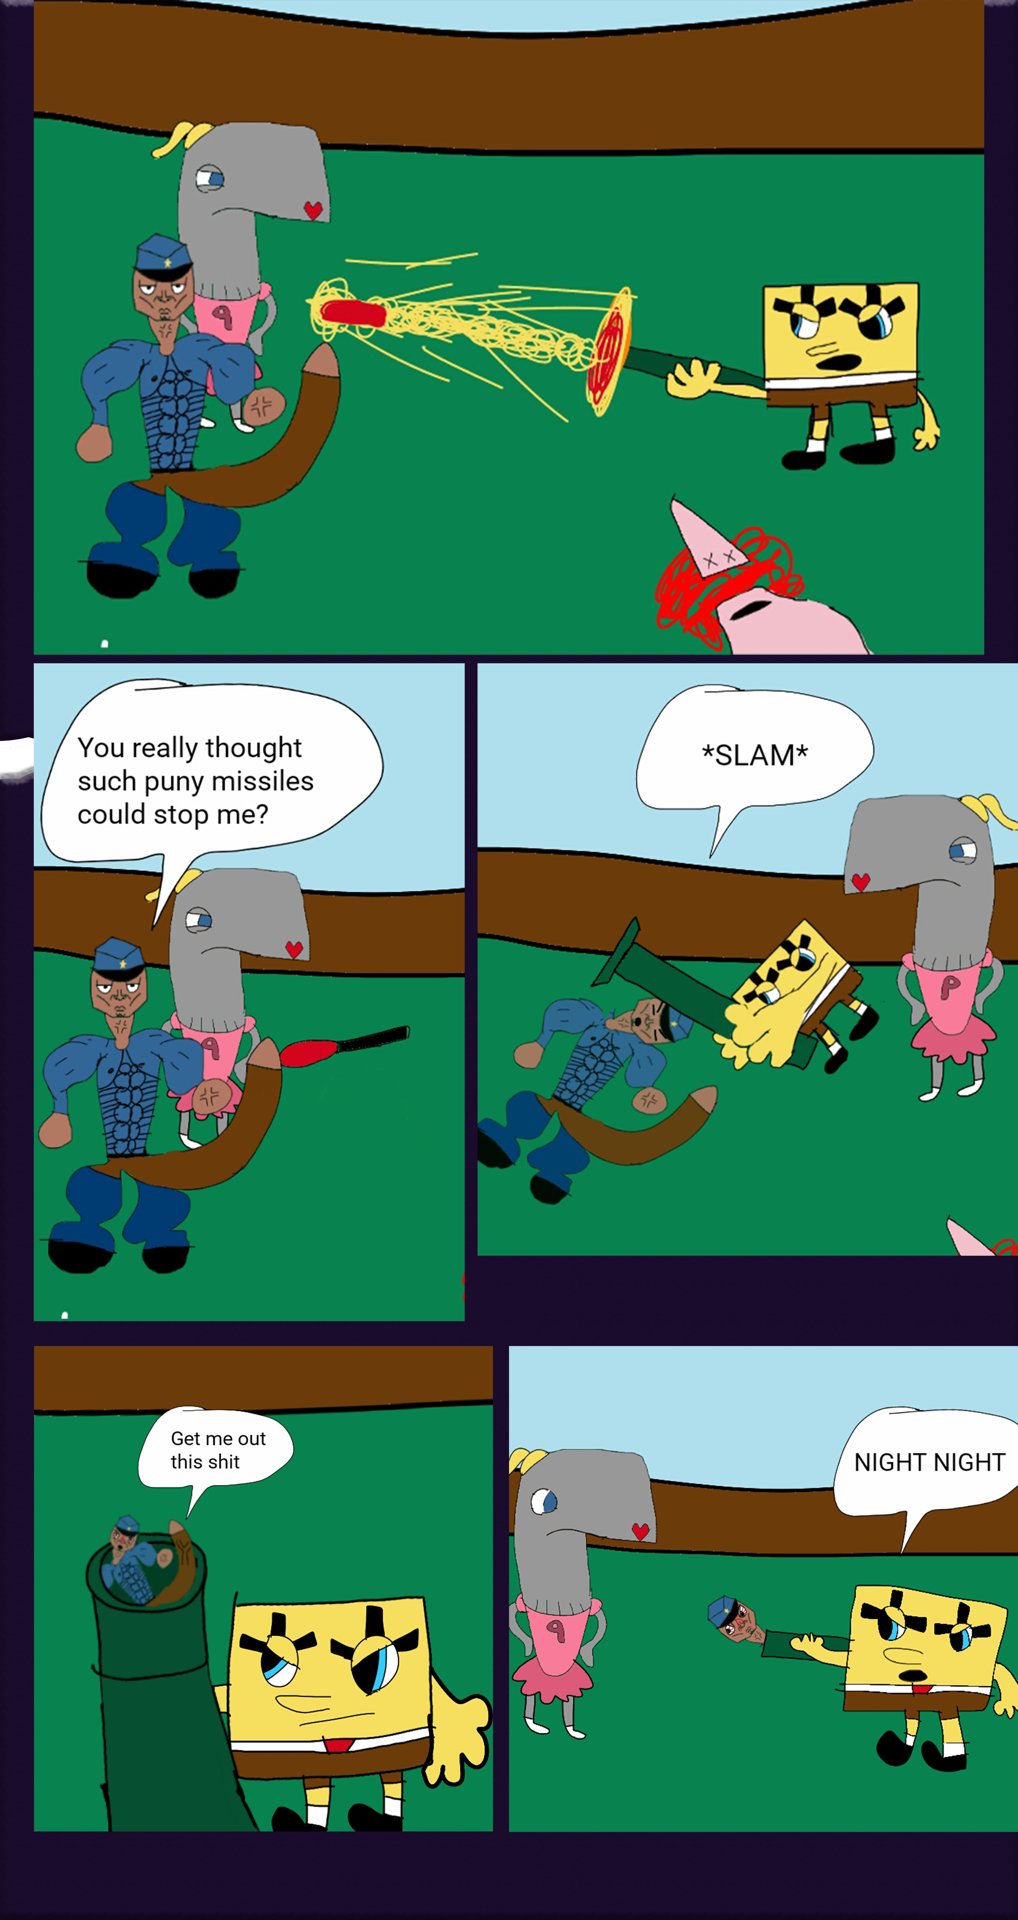 P
You really thought
such puny missiles
could stop me?
P
*SLAM*
P
Get me out
this shit
NIGHT NIGHT
P